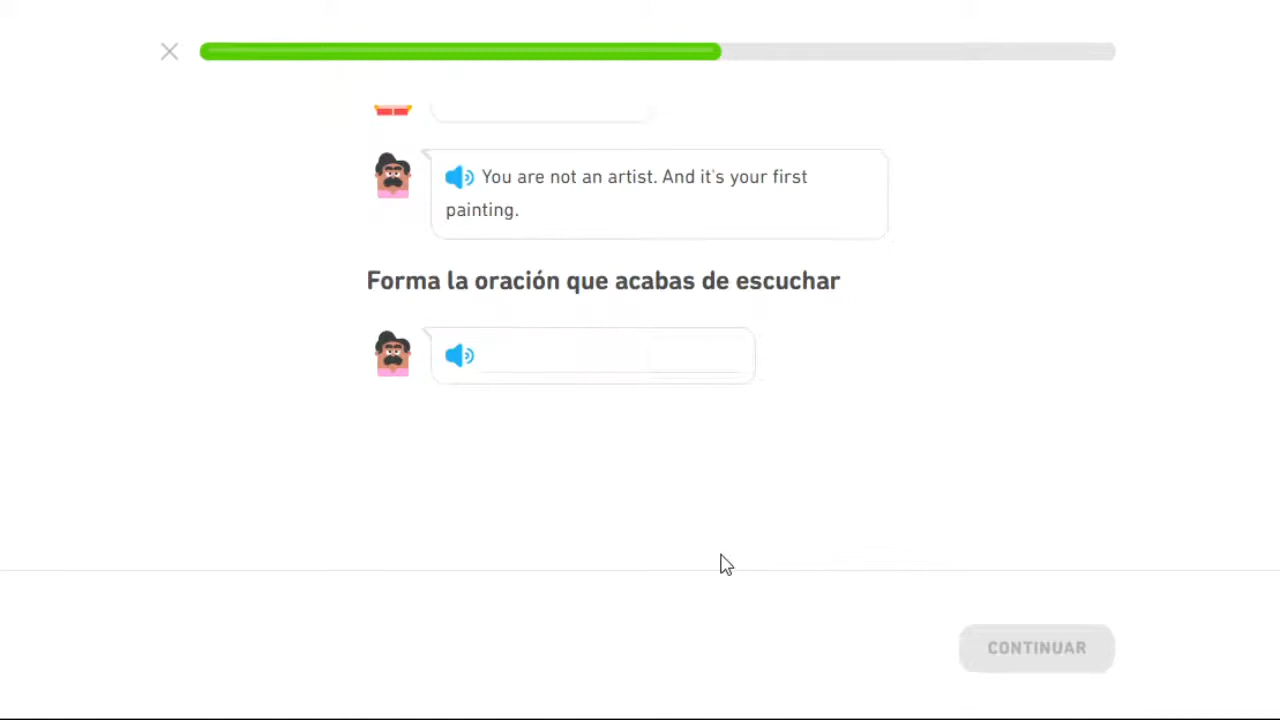 You are not an artist. And it's your first
painting.
Forma la oración que acabas de escuchar
CONTINUAR